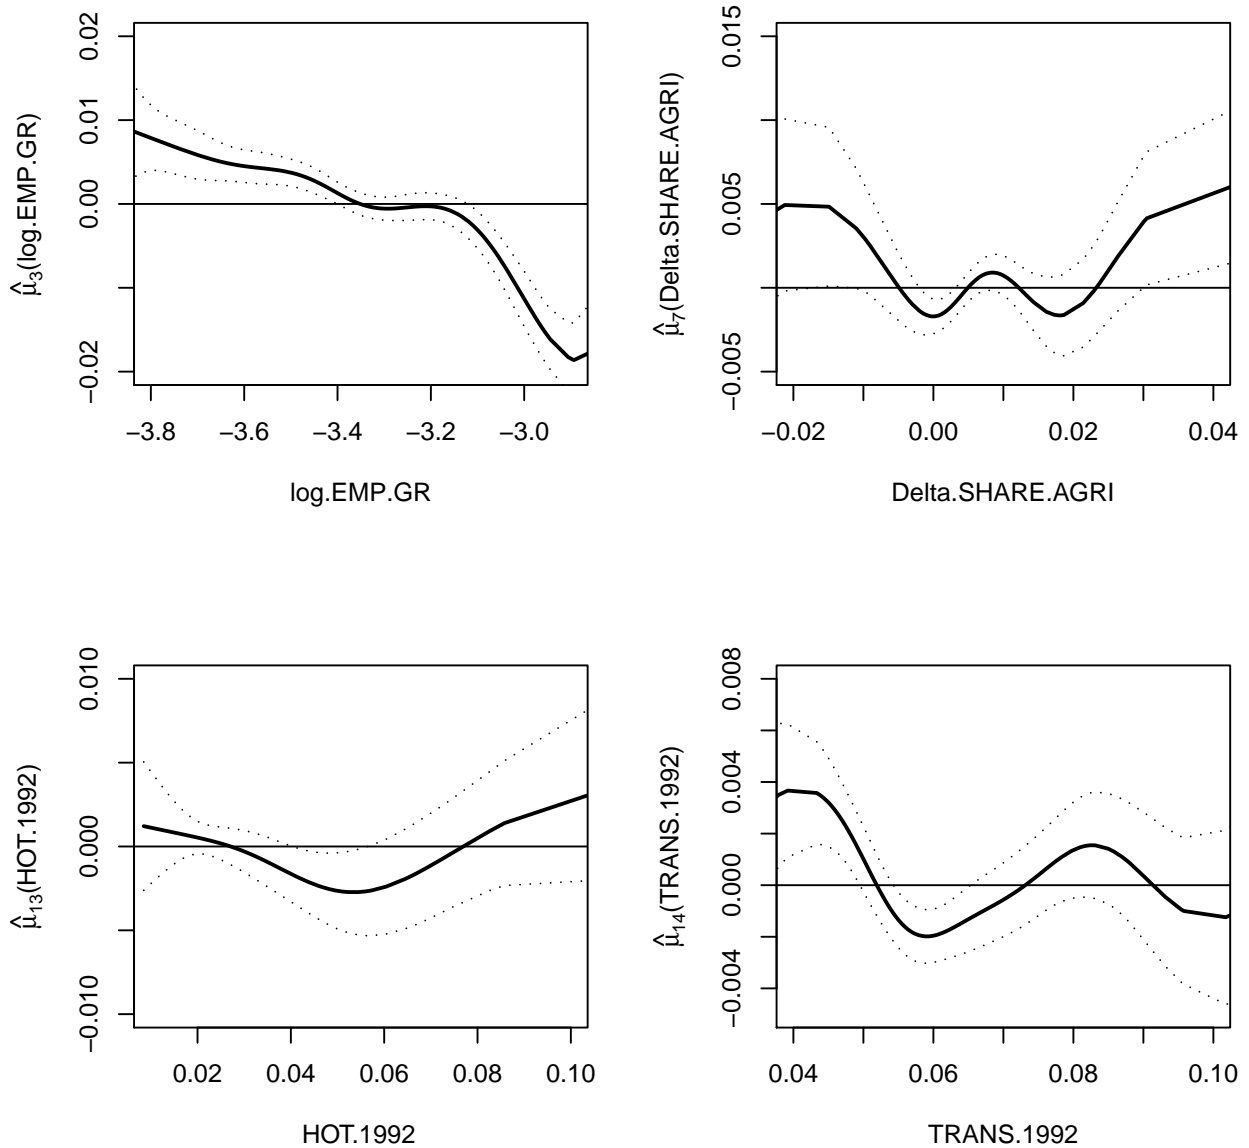 0.02
0.01
0.00
−0.02
μ̂3(log.EMP.GR)
−3.8 −3.6 −3.4 −3.2 −3.0
log.EMP.GR
0.015
0.005
−0.005
μ̂7(Delta.SHARE.AGRI)
−0.02 0.00 0.02 0.04
Delta.SHARE.AGRI
0.010
0.000
−0.010
μ̂13(HOT.1992)
0.02 0.04 0.06 0.08 0.10
HOT.1992
0.008
0.004
0.000
−0.004
μ̂14(TRANS.1992)
0.04 0.06 0.08 0.10
TRANS.1992